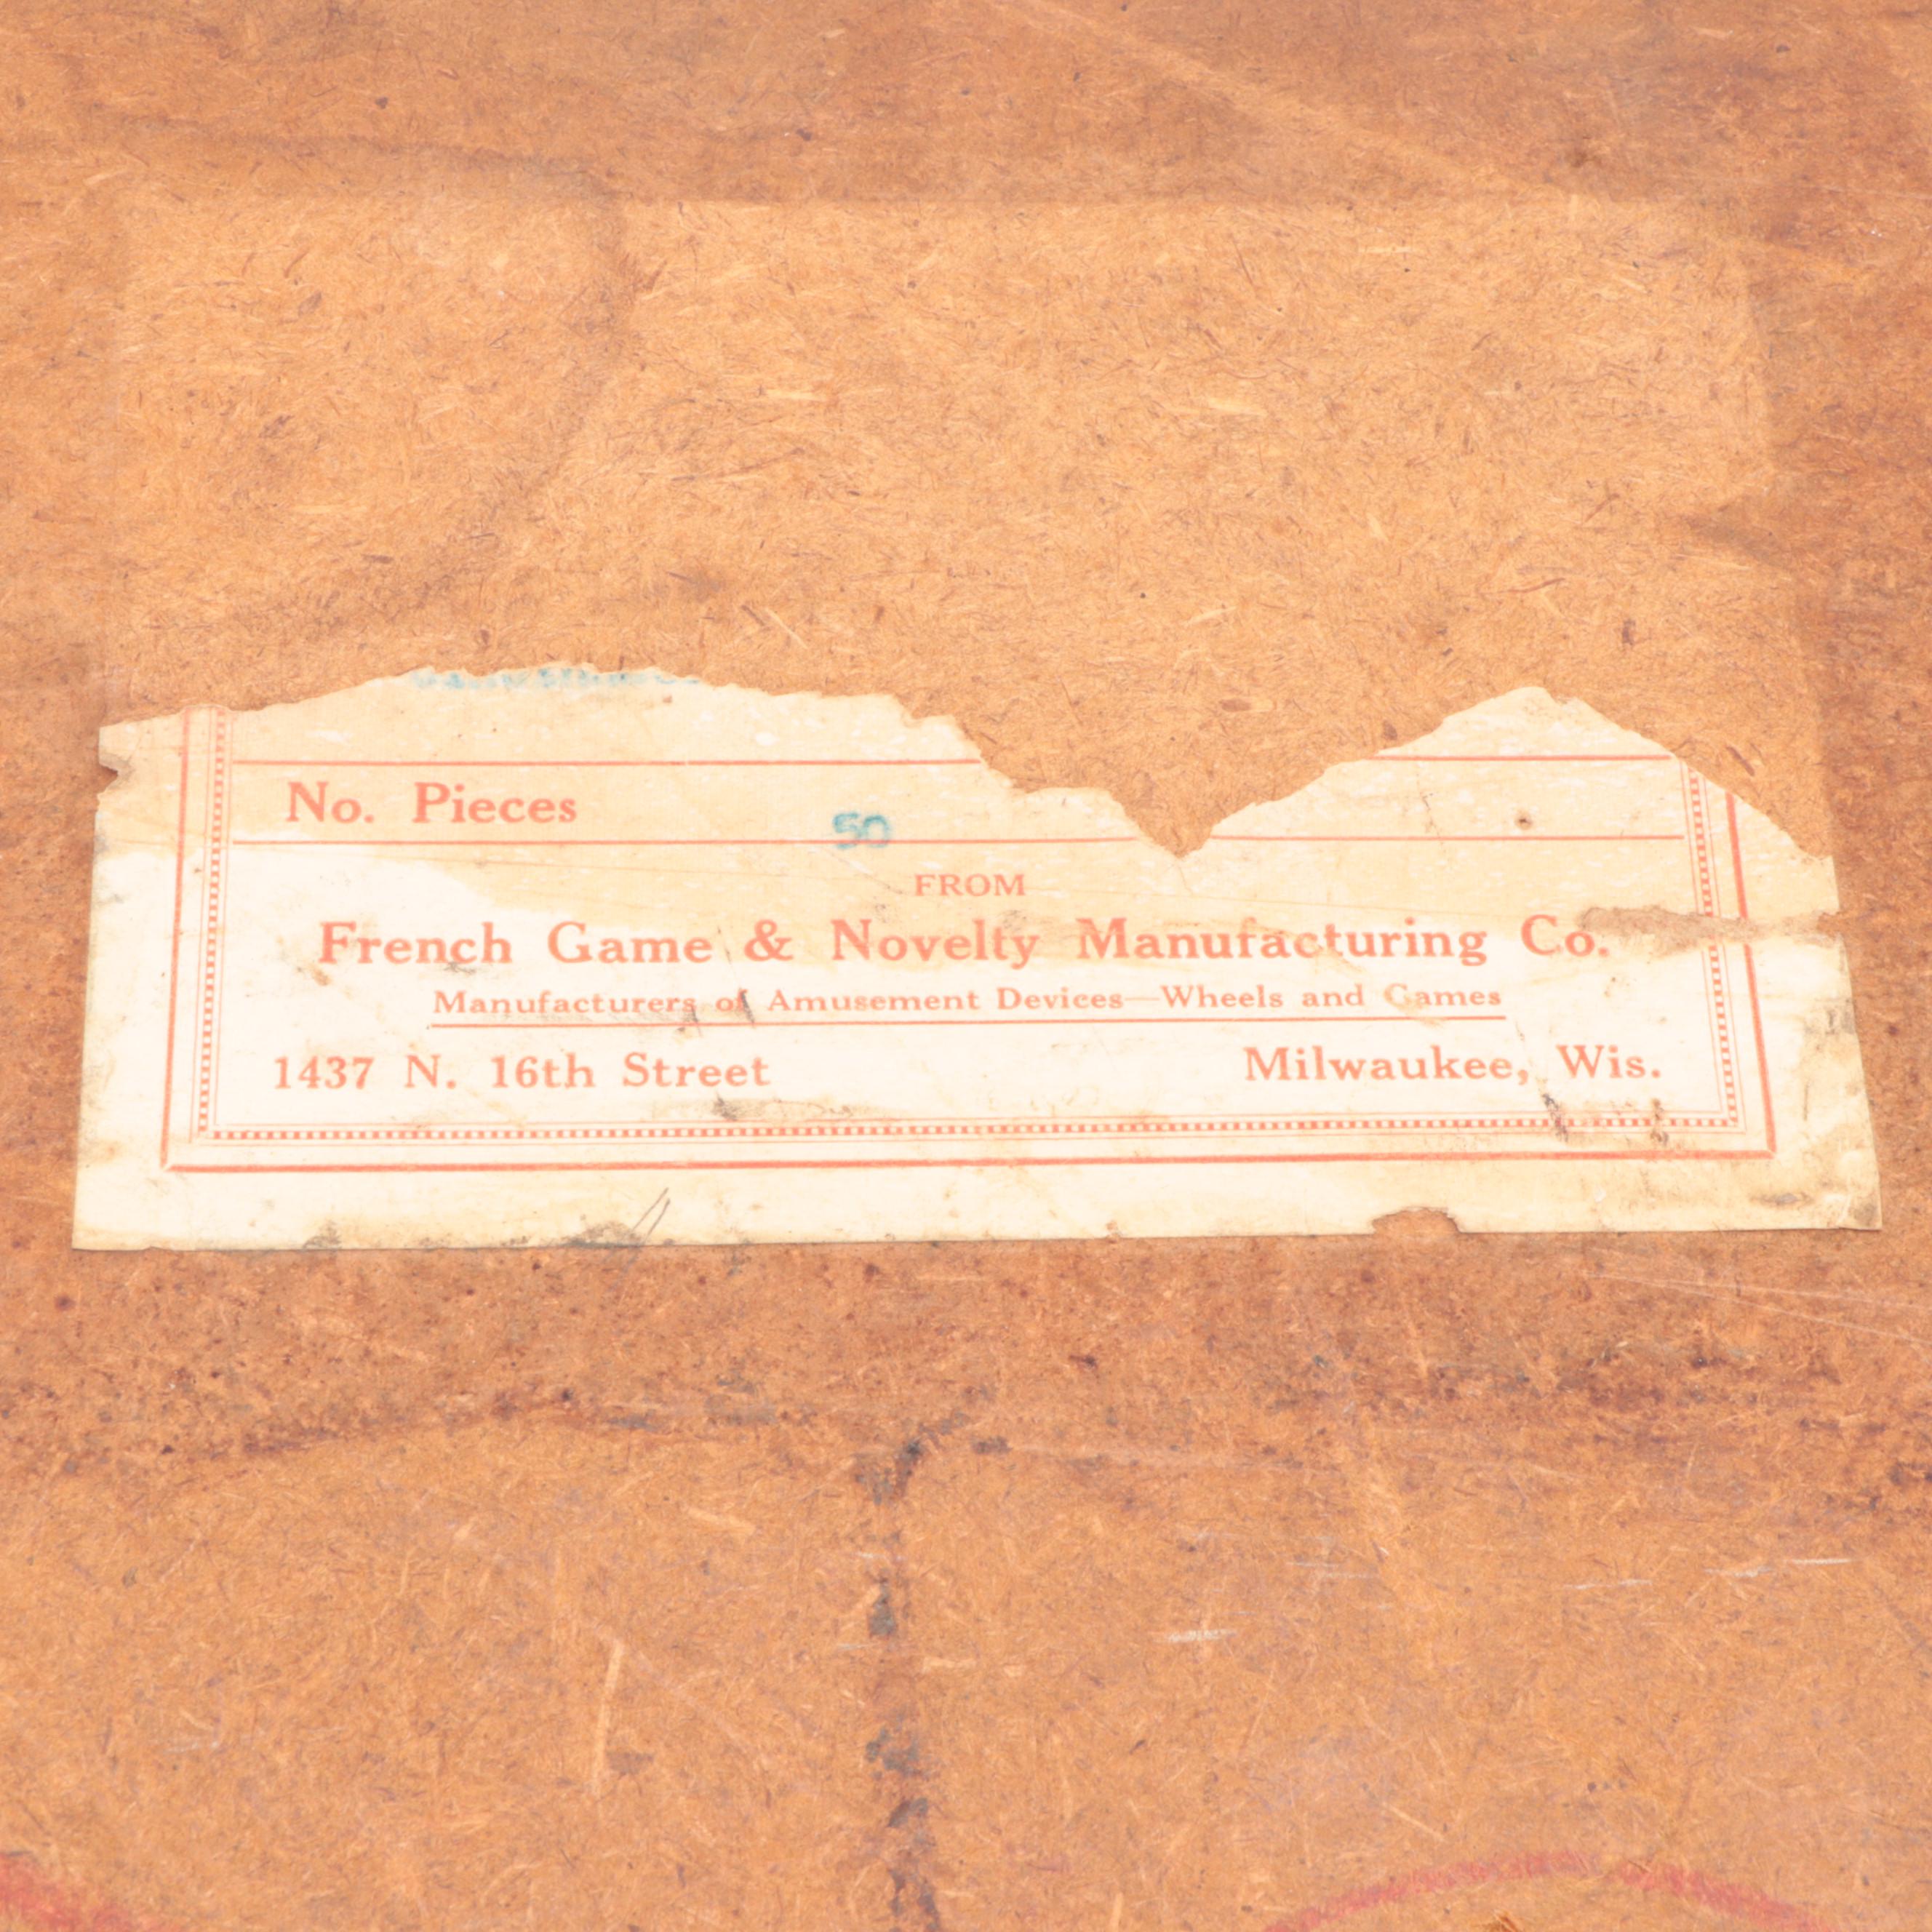 No. Pieces 50
FROM
French Game & Novelty Manufacturing Co.
Manufacturers of Amusement Devices—Wheels and Games
1437 N. 16th Street Milwaukee, Wis.